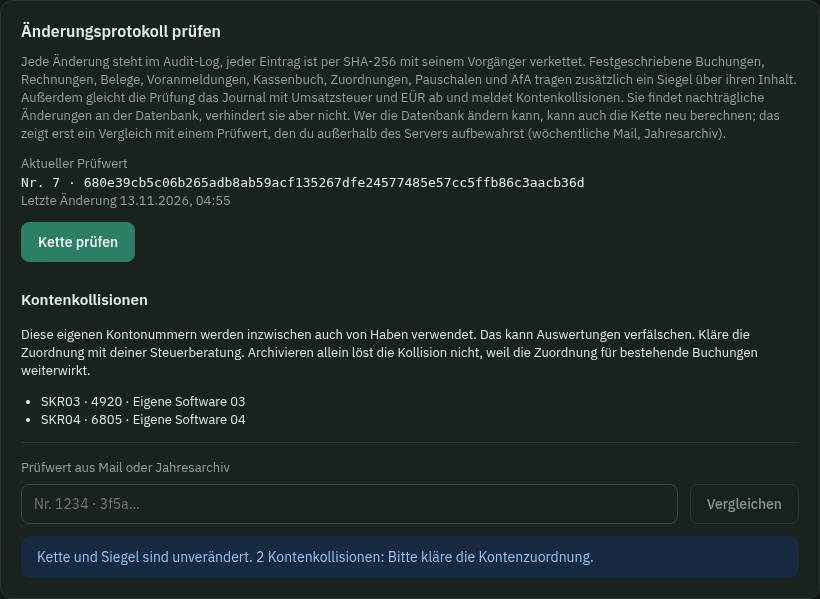 Änderungsprotokoll prüfen
Jede Änderung steht im Audit-Log, jeder Eintrag ist per SHA-256 mit seinem Vorgänger verkettet. Festgeschriebene Buchungen,
Rechnungen, Belege, Voranmeldungen, Kassenbuch, Zuordnungen, Pauschalen und AfA tragen zusätzlich ein Siegel über ihren Inhalt.
Außerdem gleicht die Prüfung das Journal mit Umsatzsteuer und EÜR ab und meldet Kontenkollisionen. Sie findet nachträgliche
Änderungen an der Datenbank, verhindert sie aber nicht. Wer die Datenbank ändern kann, kann auch die Kette neu berechnen; das
zeigt erst ein Vergleich mit einem Prüfwert, den du außerhalb des Servers aufbewahrst (wöchentliche Mail, Jahresarchiv).
Aktueller Prüfwert
Nr. 7 · 680e39cb5c06b265adb8ab59acf135267dfe24577485e57cc5ffb86c3aacb36d
Letzte Änderung 13.11.2026, 04:55
Kette prüfen
Kontenkollisionen
Diese eigenen Kontonummern werden inzwischen auch von Haben verwendet. Das kann Auswertungen verfälschen. Kläre die
Zuordnung mit deiner Steuerberatung. Archivieren allein löst die Kollision nicht, weil die Zuordnung für bestehende Buchungen
weiterwirkt.
• SKR03 · 4920 · Eigene Software 03
• SKR04 · 6805 · Eigene Software 04
Prüfwert aus Mail oder Jahresarchiv
Nr. 1234 · 3f5a…
Vergleichen
Kette und Siegel sind unverändert. 2 Kontenkollisionen: Bitte kläre die Kontenzuordnung.